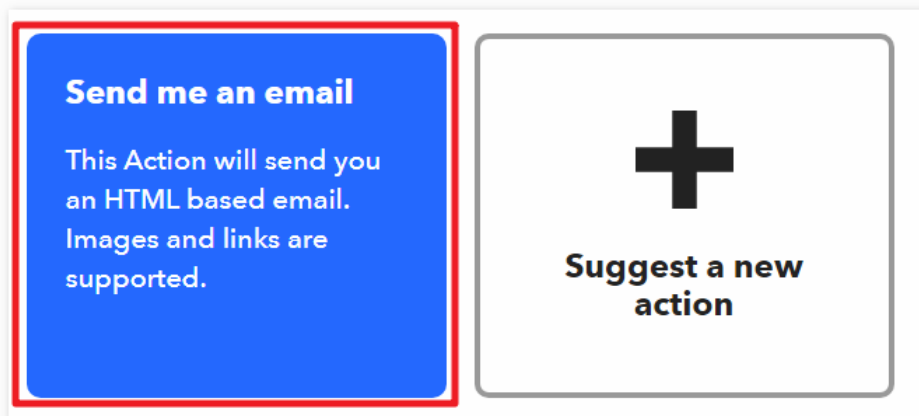 Send me an email
This Action will send you
an HTML based email.
Images and links are
supported.
Suggest a new
action